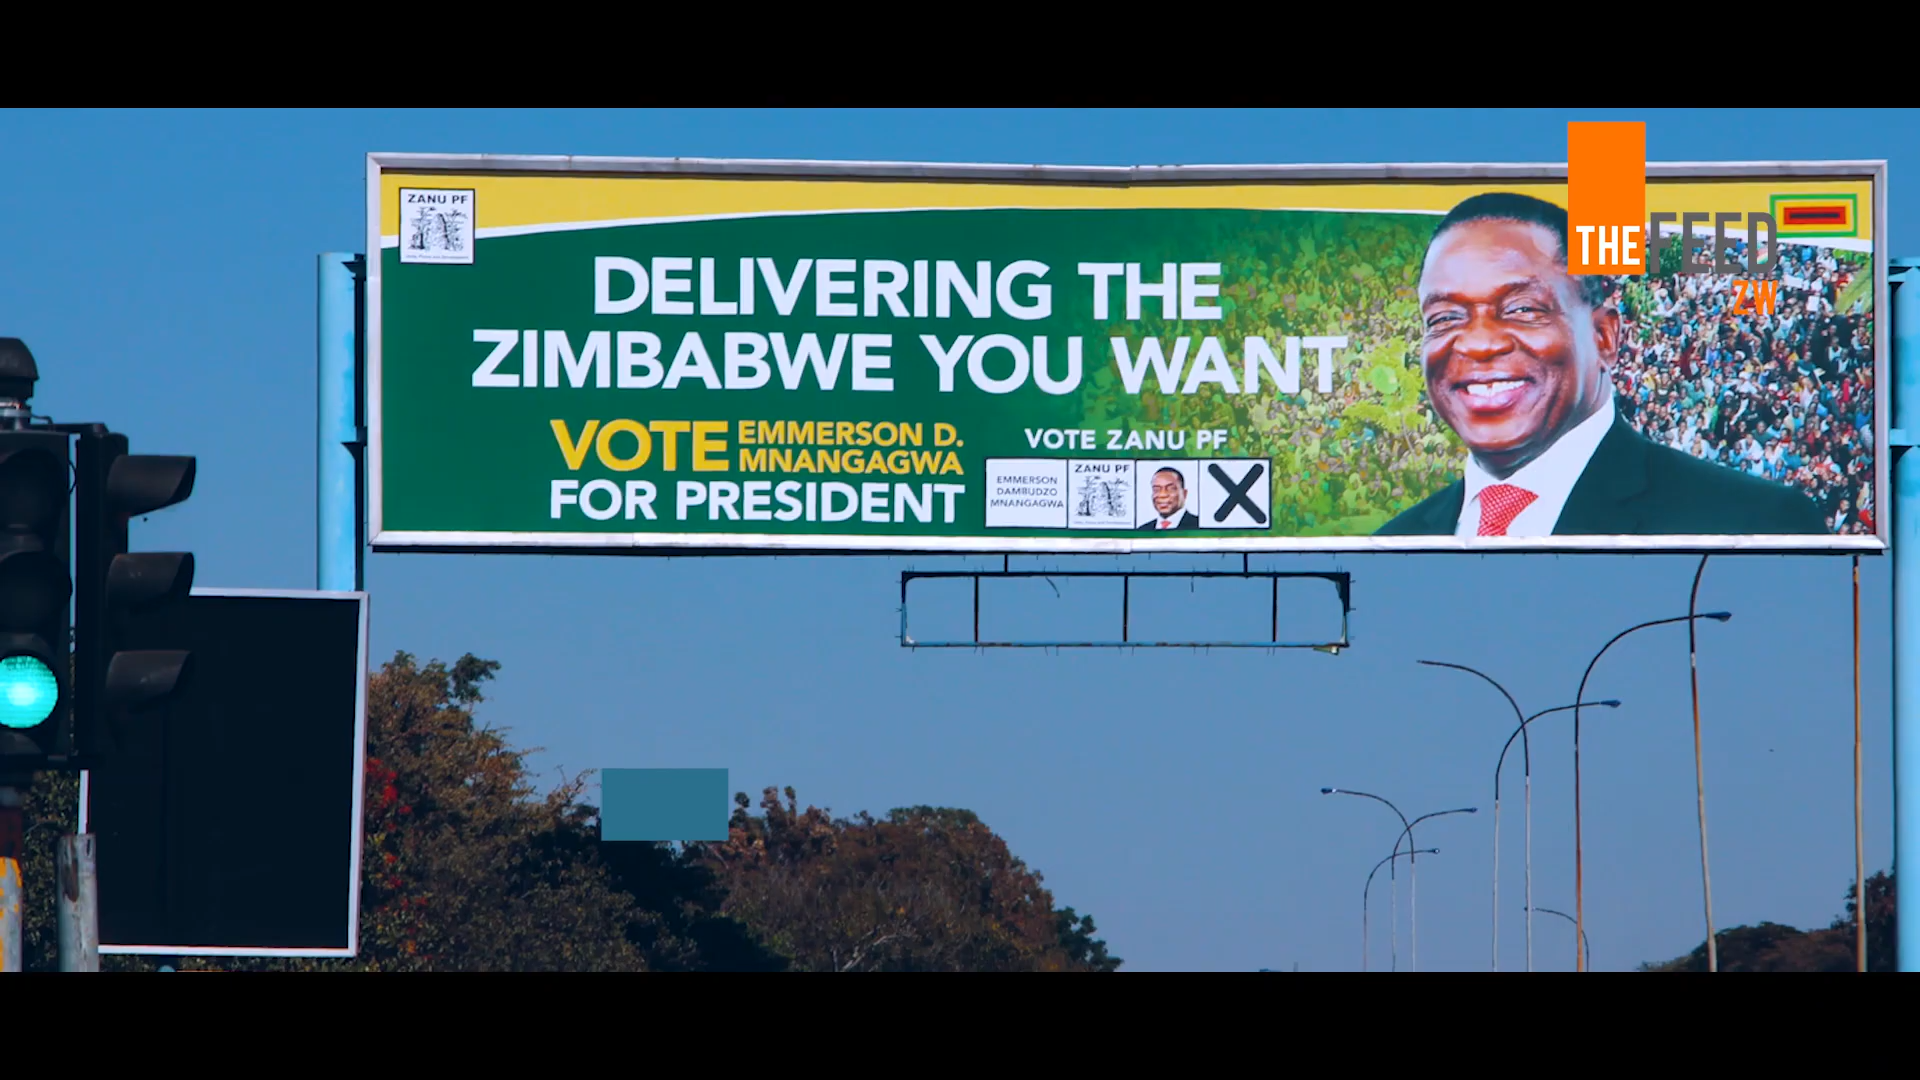 ZANU PF
DELIVERING THE
ZIMBABWE YOU WANT
VOTE EMMERSON D.
MNANGAGWA
FOR PRESIDENT
VOTE ZANU PF
EMMERSON
DAMBUDZO
MNANGAGWA
ZANU PF
THE FEED
ZW